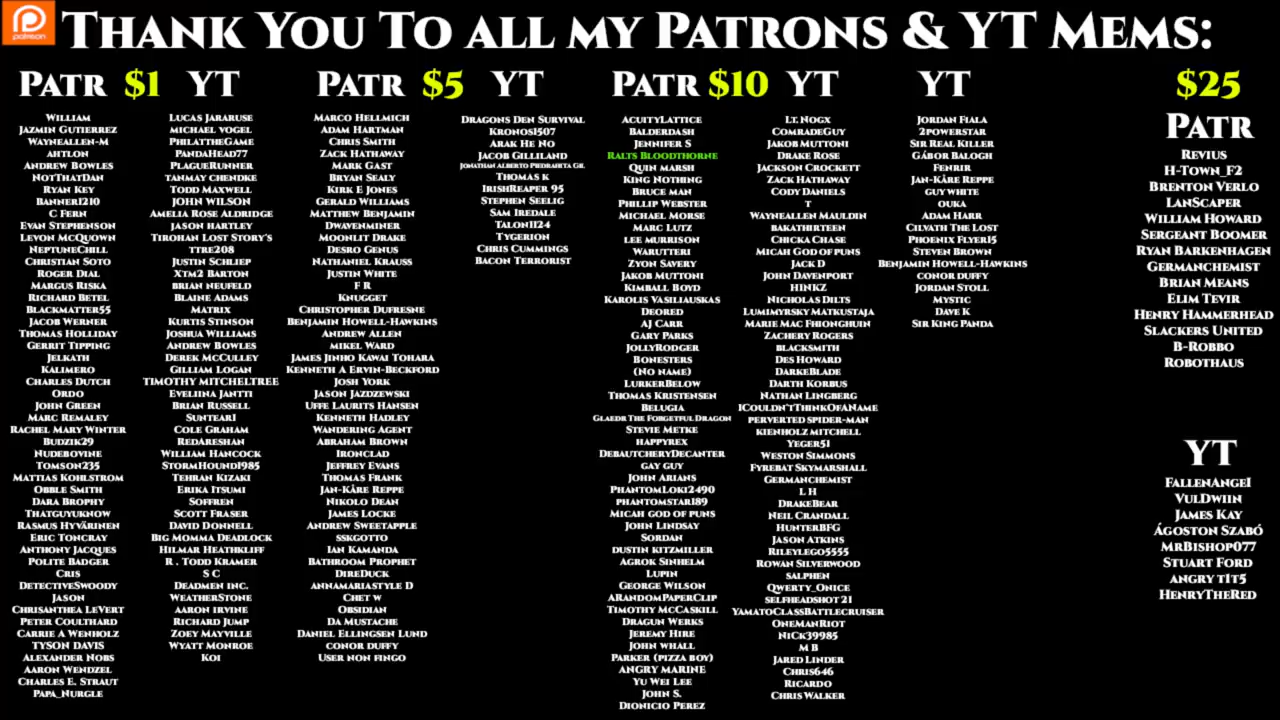 patreon
Thank You To all my Patrons & YT Mems:
Patr $1 YT
Patr $5 YT
Patr $10 YT
YT
$25
Patr
William
Jazmin Gutierrez
Wayneallen-M
Ahtlon
Andrew Bowles
NotThatDan
Ryan Key
Banner1210
C Fern
Evan Stephenson
Levon McQuown
NeptuneChill
Christian Soto
Roger Dial
Margus Riska
Richard Betel
Blackmatter55
Jacob Werner
Thomas Holliday
Gerrit Tipping
Jelkath
Kalimero
Charles Dutch
Ordo
John Green
Marc Remaley
Rachel Mary Winter
Budzik29
Nudebovine
Tomson235
Mattias Kohlstrom
Obble Smith
Dara Brophy
Thatguyuknow
Rasmus Hyvärinen
Eric Toncray
Anthony Jacques
Polite Badger
Cris
DetectiveSwoody
Jason
Chrisanthea LeVert
Peter Coulthard
Carrie A Wenholz
TYSON DAVIS
Alexander Nobs
Aaron Wendzel
Charles E. Straut
Papa_Nurgle
Lucas Jararuse
michael vogel
PhilatTheGame
PandaHead77
PlagueRunner
tanmay chendke
Todd Maxwell
JOHN WILSON
Amelia Rose Aldridge
jason hartley
Tirohan Lost Story's
TTRE208
Justin Schliep
Xtm2 Barton
brian neufeld
Blaine Adams
Matrix
Kurtis Stinson
Joshua Williams
Andrew Bowles
Derek McCulley
Gilliam Logan
TIMOTHY MITCHELTREE
Eveliina Jantti
Brian Russell
Suntear1
Cole Graham
RedAreshan
William Hancock
StormHound1985
Tehran Kizaki
Erika Itsumi
Soffren
Scott Fraser
David Donnell
Big Momma Deadlock
Hilmar Heathkliff
R . Todd Kramer
S C
Deadmen inc.
WeatherStone
aaron irvine
Richard Jump
Zoey Mayville
Wyatt Monroe
Koi
Marco Hellmich
Adam Hartman
Chris Smith
Zack Hathaway
Mark Gast
Bryan Sealy
Kirk E Jones
Gerald Williams
Matthew Benjamin
Dwavenminer
Moonlit Drake
Desro Genus
Nathaniel Krauss
Justin White
F R
Knugget
Christopher Dufresne
Benjamin Howell-Hawkins
Andrew Allen
mikel Ward
James Jinho Kawai Tohara
Kenneth A Ervin-Beckford
Josh York
Jason Jazdzewski
Uffe Laurits Hansen
Kenneth Hadley
Wandering Agent
Abraham Brown
Ironclad
Jeffrey Evans
Thomas Frank
Jan-Kåre Reppe
Nikolo Dean
James Locke
Andrew Sweetapple
sskgotto
Ian Kamanda
Bathroom Prophet
DireDuck
annamariastyle D
Chet w
Obsidian
Da Mustache
Daniel Ellingsen Lund
conor duffy
User non fingo
Dragons Den Survival
Kronos1507
Arak He No
Jacob Gilliland
Jonathan Alberto Piedrahita Gil
Thomas k
IrishReaper 95
Stephen Seelig
Sam Iredale
Talon1124
Tygerion
Chris Cummings
Bacon Terrorist
AcuityLattice
Balderdash
Jennifer S
Ralts Bloodthorne
Quin marsh
King Nothing
Bruce man
Phillip Webster
Michael Morse
Marc Lutz
lee murrison
Warutteri
Zyon Savery
Jakob Muttoni
Kimball Boyd
Karolis Vasiliauskas
Deored
AJ Carr
Gary Parks
JollyRodger
Bonesters
(No name)
LurkerBelow
Thomas Kristensen
Belugia
Glaedr The Forgetful Dragon
Stevie Metke
happyrex
DebautcheryDecanter
gay guy
John Arians
PhantomLoki2490
phantomstar189
Micah god of puns
John Lindsay
Sordan
dustin kitzmiller
Agrok Sinhelm
Lupin
George Wilson
ARandomPaperClip
Timothy McCaskill
Dragun Werks
Jeremy Hire
John whall
Parker (pizza boy)
ANGRY MARINE
Yu Wei Lee
John S.
Dionicio Perez
Lt. Nogx
ComradeGuy
Jakob Muttoni
Drake Rose
Jackson Crockett
Zack Hathaway
Cody Daniels
T
Wayneallen Mauldin
bakathirteen
Chicka Chase
Micah God of puns
Jack D
John Davenport
H1NKZ
Nicholas Dilts
Lumimyrsky Matkustaja
Marie Mac Fhionghuin
Zachery Rogers
blacksmith
Des Howard
DarkeBlade
Darth Korbus
Nathan Lingberg
ICouldn'tThinkOfAName
perverted spider-man
kienholz mitchell
Yeger51
Weston Simmons
Fyrebat Skymarshall
Germanchemist
L H
DrakeBear
Neil Crandall
HunterBFG
Jason Atkins
Rileylego5555
Rowan Silverwood
salphen
Qwerty_Onice
selfheadshot 21
YamatoClassBattlecruiser
OneManRiot
N1Ck39985
M B
Jared Linder
Chris646
Ricardo
Chris Walker
Jordan Fiala
2powerstar
Sir Real Killer
Gábor Balogh
Fenrir
Jan-Kåre Reppe
guy white
ouka
Adam Harr
Cilvath The Lost
Phoenix Flyer15
Steven Brown
Benjamin Howell-Hawkins
conor duffy
Jordan Stoll
Mystic
Dave K
Sir King Panda
Revius
H-Town_F2
Brenton Verlo
LanScaper
William Howard
Sergeant Boomer
Ryan Barkenhagen
Germanchemist
Brian Means
Elim Tevir
Henry Hammerhead
Slackers United
B-Robbo
Robothaus
YT
FallenAngel
VulDwiin
James Kay
Ágoston Szabó
MrBishop077
Stuart Ford
angry t1t5
HenryTheRed